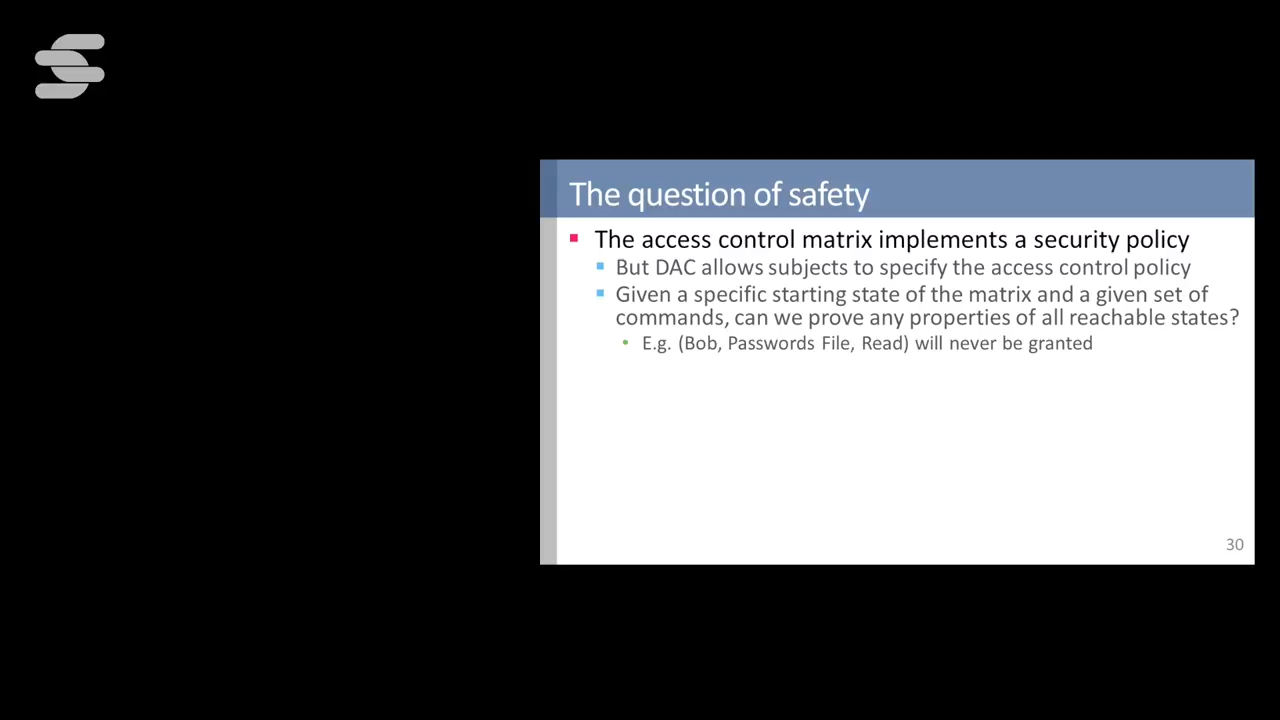 The question of safety
The access control matrix implements a security policy
But DAC allows subjects to specify the access control policy
Given a specific starting state of the matrix and a given set of
commands, can we prove any properties of all reachable states?
E.g. (Bob, Passwords File, Read) will never be granted
30